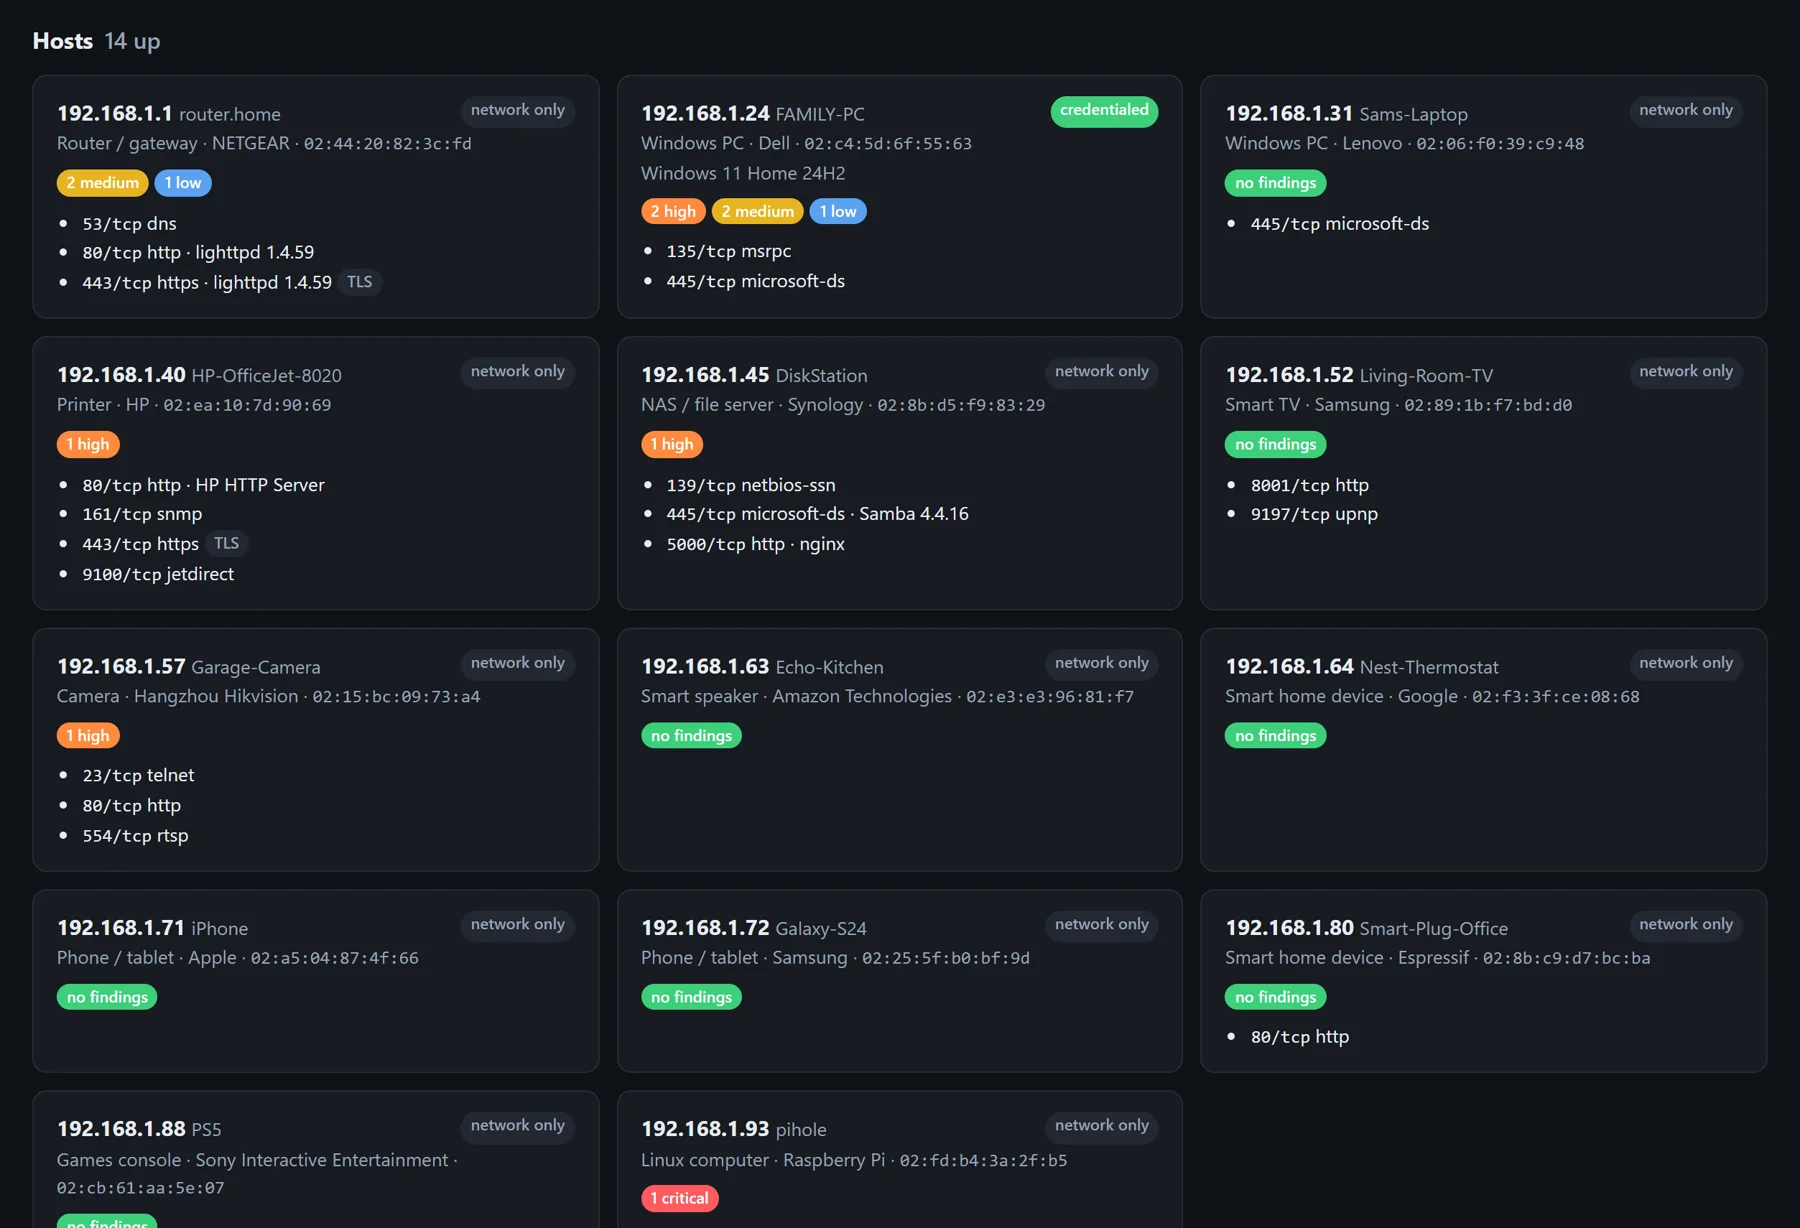 Hosts 14 up
192.168.1.1 router.home network only
Router / gateway · NETGEAR · 02:44:20:82:3c:fd
2 medium 1 low
• 53/tcp dns
• 80/tcp http · lighttpd 1.4.59
• 443/tcp https · lighttpd 1.4.59 TLS
192.168.1.24 FAMILY-PC credentialed
Windows PC · Dell · 02:c4:5d:6f:55:63
Windows 11 Home 24H2
2 high 2 medium 1 low
• 135/tcp msrpc
• 445/tcp microsoft-ds
192.168.1.31 Sams-Laptop network only
Windows PC · Lenovo · 02:06:f0:39:c9:48
no findings
• 445/tcp microsoft-ds
192.168.1.40 HP-OfficeJet-8020 network only
Printer · HP · 02:ea:10:7d:90:69
1 high
• 80/tcp http · HP HTTP Server
• 161/tcp snmp
• 443/tcp https TLS
• 9100/tcp jetdirect
192.168.1.45 DiskStation network only
NAS / file server · Synology · 02:8b:d5:f9:83:29
1 high
• 139/tcp netbios-ssn
• 445/tcp microsoft-ds · Samba 4.4.16
• 5000/tcp http · nginx
192.168.1.52 Living-Room-TV network only
Smart TV · Samsung · 02:89:1b:f7:bd:d0
no findings
• 8001/tcp http
• 9197/tcp upnp
192.168.1.57 Garage-Camera network only
Camera · Hangzhou Hikvision · 02:15:bc:09:73:a4
1 high
• 23/tcp telnet
• 80/tcp http
• 554/tcp rtsp
192.168.1.63 Echo-Kitchen network only
Smart speaker · Amazon Technologies · 02:e3:e3:96:81:f7
no findings
192.168.1.64 Nest-Thermostat network only
Smart home device · Google · 02:f3:3f:ce:08:68
no findings
192.168.1.71 iPhone network only
Phone / tablet · Apple · 02:a5:04:87:4f:66
no findings
192.168.1.72 Galaxy-S24 network only
Phone / tablet · Samsung · 02:25:5f:b0:bf:9d
no findings
192.168.1.80 Smart-Plug-Office network only
Smart home device · Espressif · 02:8b:c9:d7:bc:ba
no findings
• 80/tcp http
192.168.1.88 PS5 network only
Games console · Sony Interactive Entertainment ·
02:cb:61:aa:5e:07
no findings
192.168.1.93 pihole network only
Linux computer · Raspberry Pi · 02:fd:b4:3a:2f:b5
1 critical